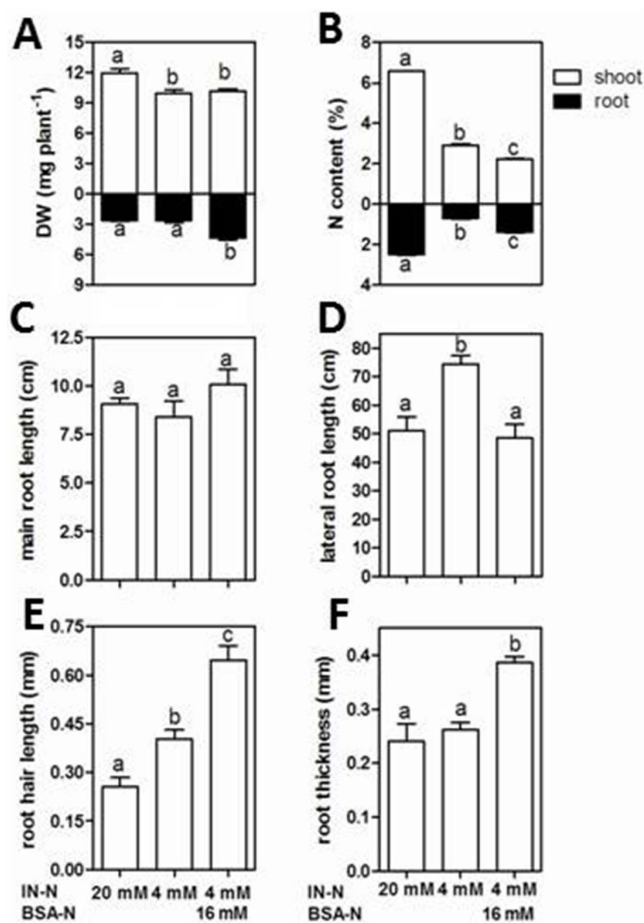 A
DW (mg plant⁻¹)
15
12
9
6
3
0
3
6
9
a
b
b
a
a
b
B
N content (%)
8
6
4
2
0
2
4
a
b
c
a
b
c
shoot
root
C
main root length (cm)
12.5
10.0
7.5
5.0
2.5
0.0
a
a
a
D
lateral root length (cm)
80
70
60
50
40
30
20
10
0
a
b
a
E
root hair length (mm)
0.75
0.60
0.45
0.30
0.15
0.00
a
b
c
F
root thickness (mm)
0.4
0.3
0.2
0.1
0.0
a
a
b
IN-N 20 mM 4 mM 4 mM 20 mM 4 mM 4 mM
BSA-N 16 mM 16 mM